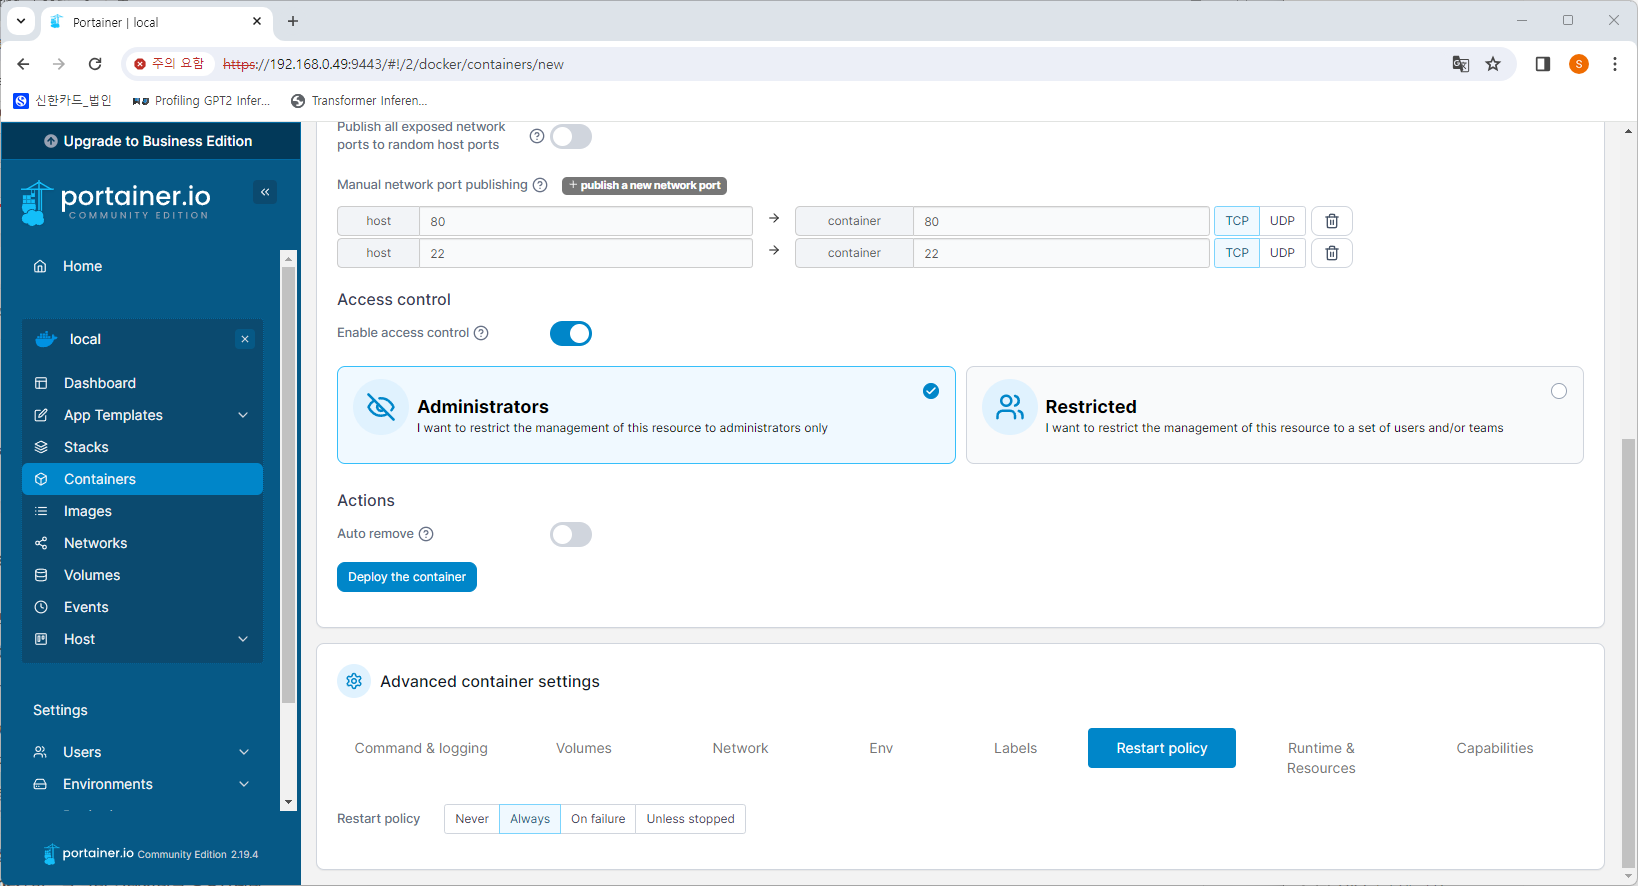 Portainer | local
주의 요함
https://192.168.0.49:9443/#!/2/docker/containers/new
S
신한카드_법인
Profiling GPT2 Infer...
Transformer Inferen...
Upgrade to Business Edition
portainer.io
COMMUNITY EDITION
Home
local
Dashboard
App Templates
Stacks
Containers
Images
Networks
Volumes
Events
Host
Settings
Users
Environments
portainer.io Community Edition 2.19.4
Publish all exposed network
ports to random host ports
Manual network port publishing
+ publish a new network port
host 80 → container 80 TCP UDP
host 22 → container 22 TCP UDP
Access control
Enable access control
Administrators
I want to restrict the management of this resource to administrators only
Restricted
I want to restrict the management of this resource to a set of users and/or teams
Actions
Auto remove
Deploy the container
Advanced container settings
Command & logging Volumes Network Env Labels Restart policy Runtime & Capabilities
Resources
Restart policy Never Always On failure Unless stopped